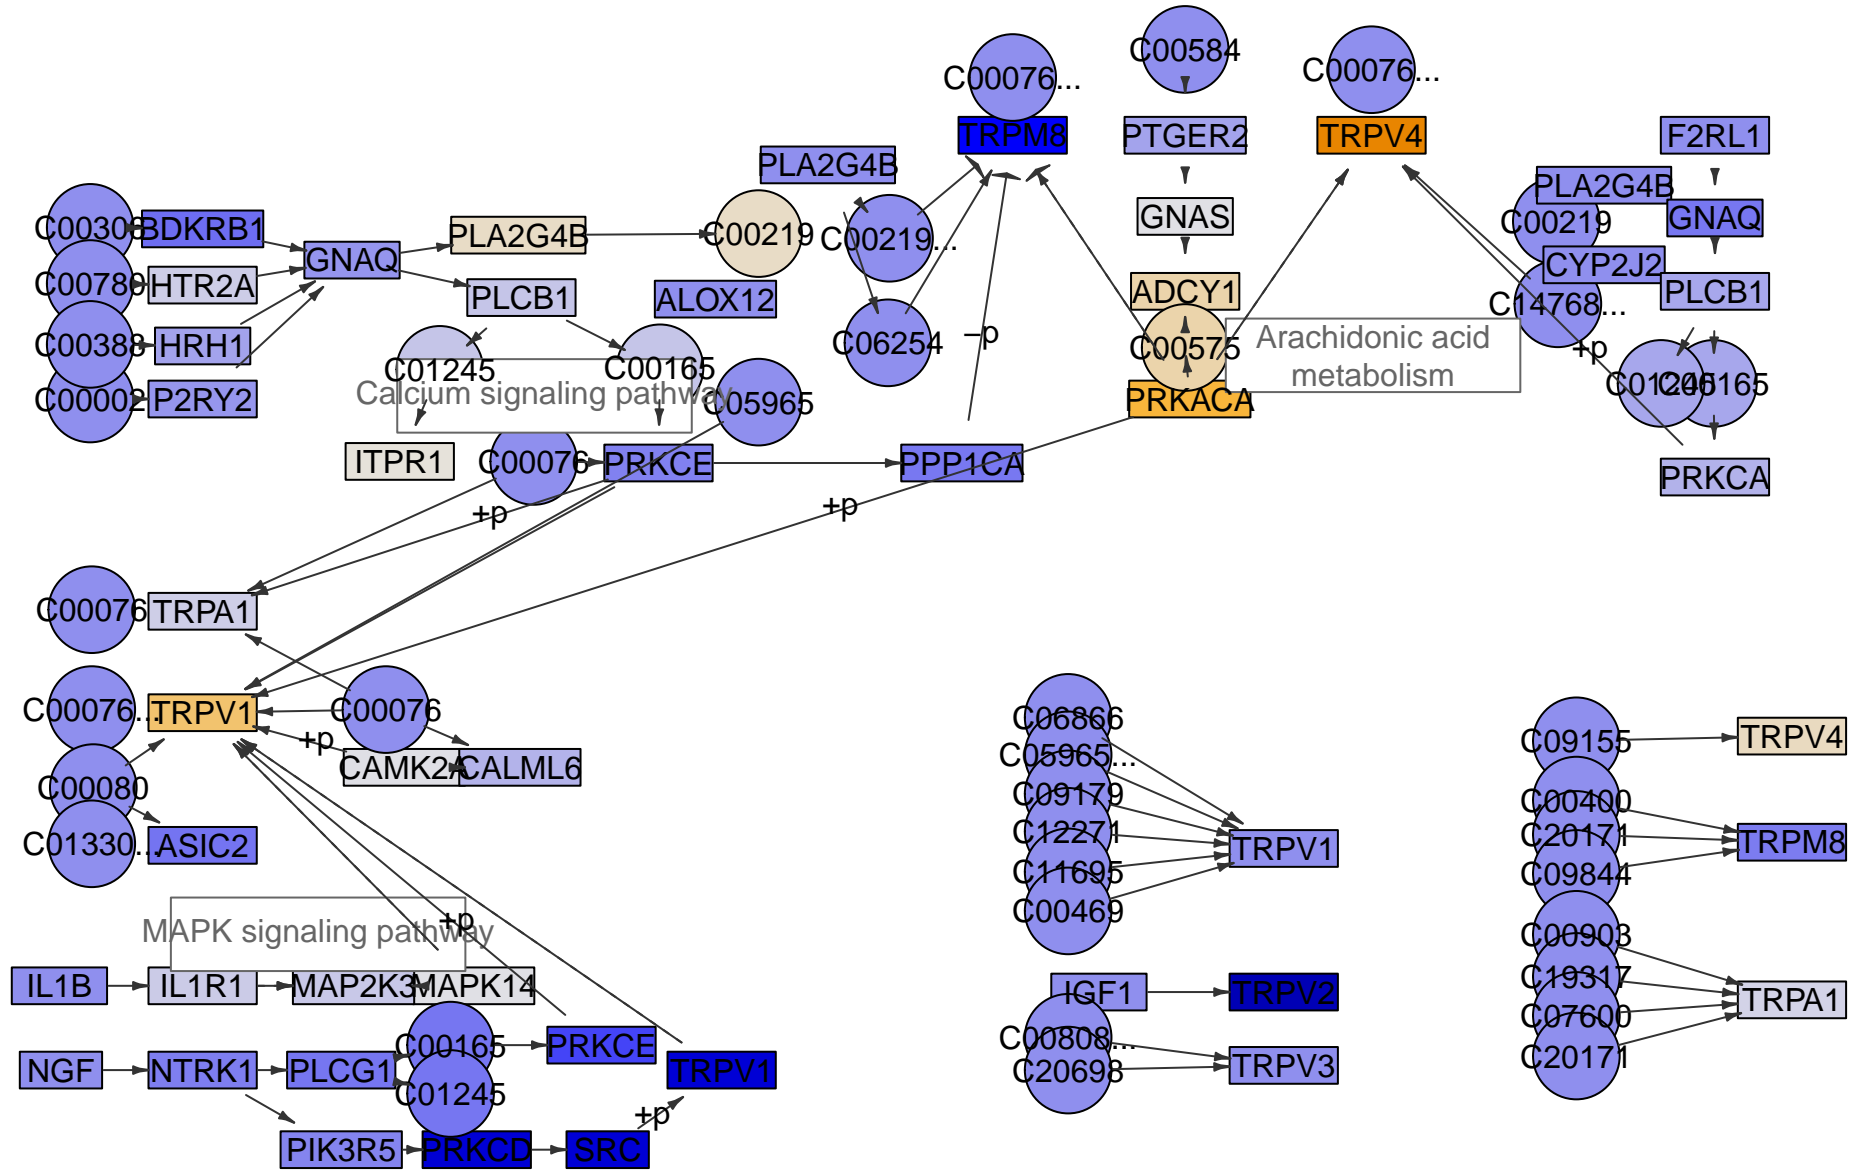 C00584
C00076...
C00076...
TRPM8
PTGER2
TRPV4
F2RL1
PLA2G4B
PLA2G4B
C00219
GNAS
GNAQ
BDKRB1
PLA2G4B
C00219
C00219...
GNAQ
CYP2J2
C00780
HTR2A
PLCB1
ALOX12
ADCY1
PLCB1
C14768...
C00388
HRH1
C06254
-p
C00575
Arachidonic acid
metabolism
+p
C01245
C00165
Calcium signaling pathway
C00002
P2RY2
C05965
PRKACA
C01245
C00165
ITPR1
C00076
PRKCE
PPP1CA
PRKCA
+p
+p
C00076
TRPA1
C00076...
TRPV1
C00076
+p
CAMK2A
CALML6
C00080
C01330...
ASIC2
C06866
C05965...
C09179
C12271
C11695
C00469
TRPV1
C09155
TRPV4
C00400
C20171
C09844
TRPM8
MAPK signaling pathway
+p
IL1B
IL1R1
MAP2K3
MAPK14
IGF1
TRPV2
C00903
C19317
C07600
C20171
TRPA1
NGF
NTRK1
PLCG1
C00165
C01245
PRKCE
TRPV1
C00808...
C20698
TRPV3
+p
PIK3R5
PRKCD
SRC